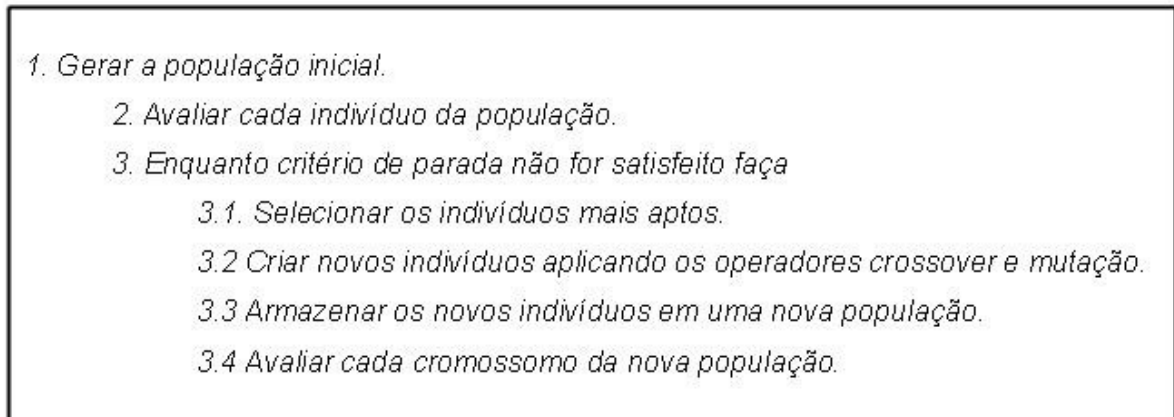 1. Gerar a população inicial.
2. Avaliar cada indivíduo da população.
3. Enquanto critério de parada não for satisfeito faça
3.1. Selecionar os indivíduos mais aptos.
3.2 Criar novos indivíduos aplicando os operadores crossover e mutação.
3.3 Armazenar os novos indivíduos em uma nova população.
3.4 Avaliar cada cromossomo da nova população.